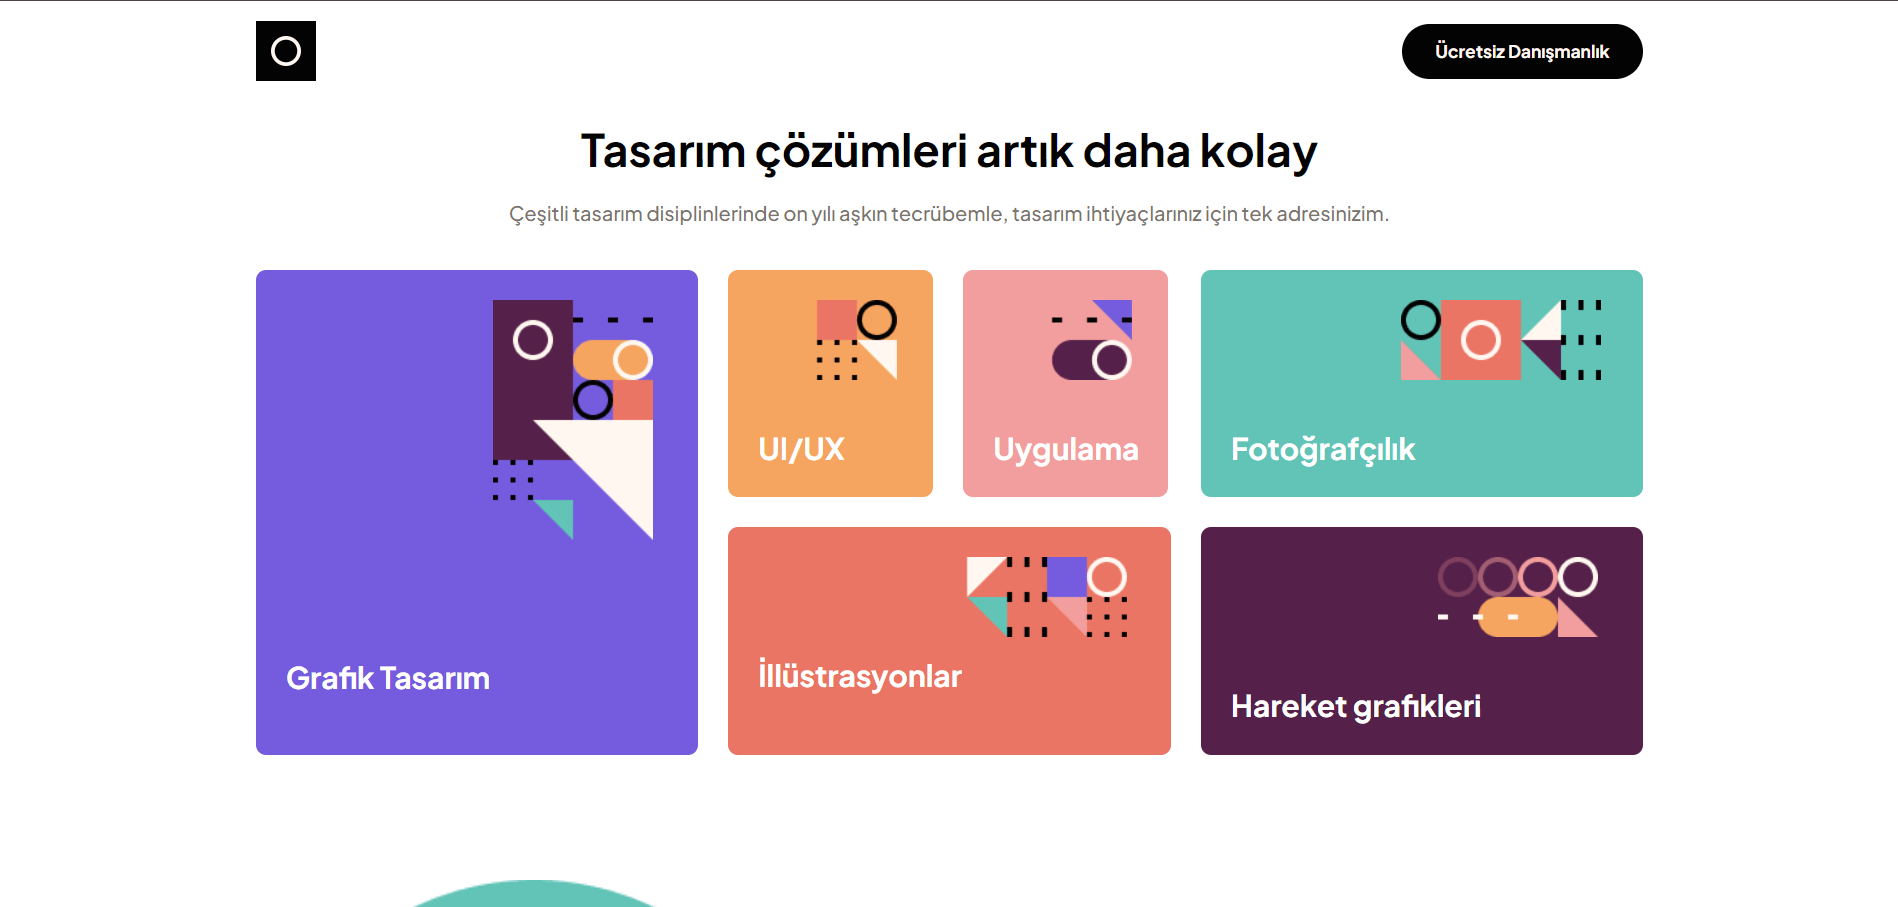 Ücretsiz Danışmanlık
Tasarım çözümleri artık daha kolay
Çeşitli tasarım disiplinlerinde on yılı aşkın tecrübemle, tasarım ihtiyaçlarınız için tek adresinizim.
UI/UX
Uygulama
Fotoğrafçılık
Grafik Tasarım
İllüstrasyonlar
Hareket grafikleri